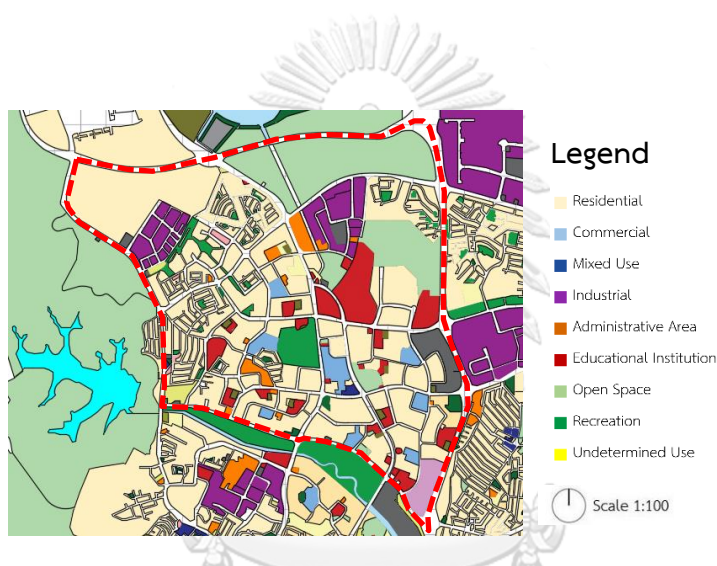 Legend
Residential
Commercial
Mixed Use
Industrial
Administrative Area
Educational Institution
Open Space
Recreation
Undetermined Use
Scale 1:100